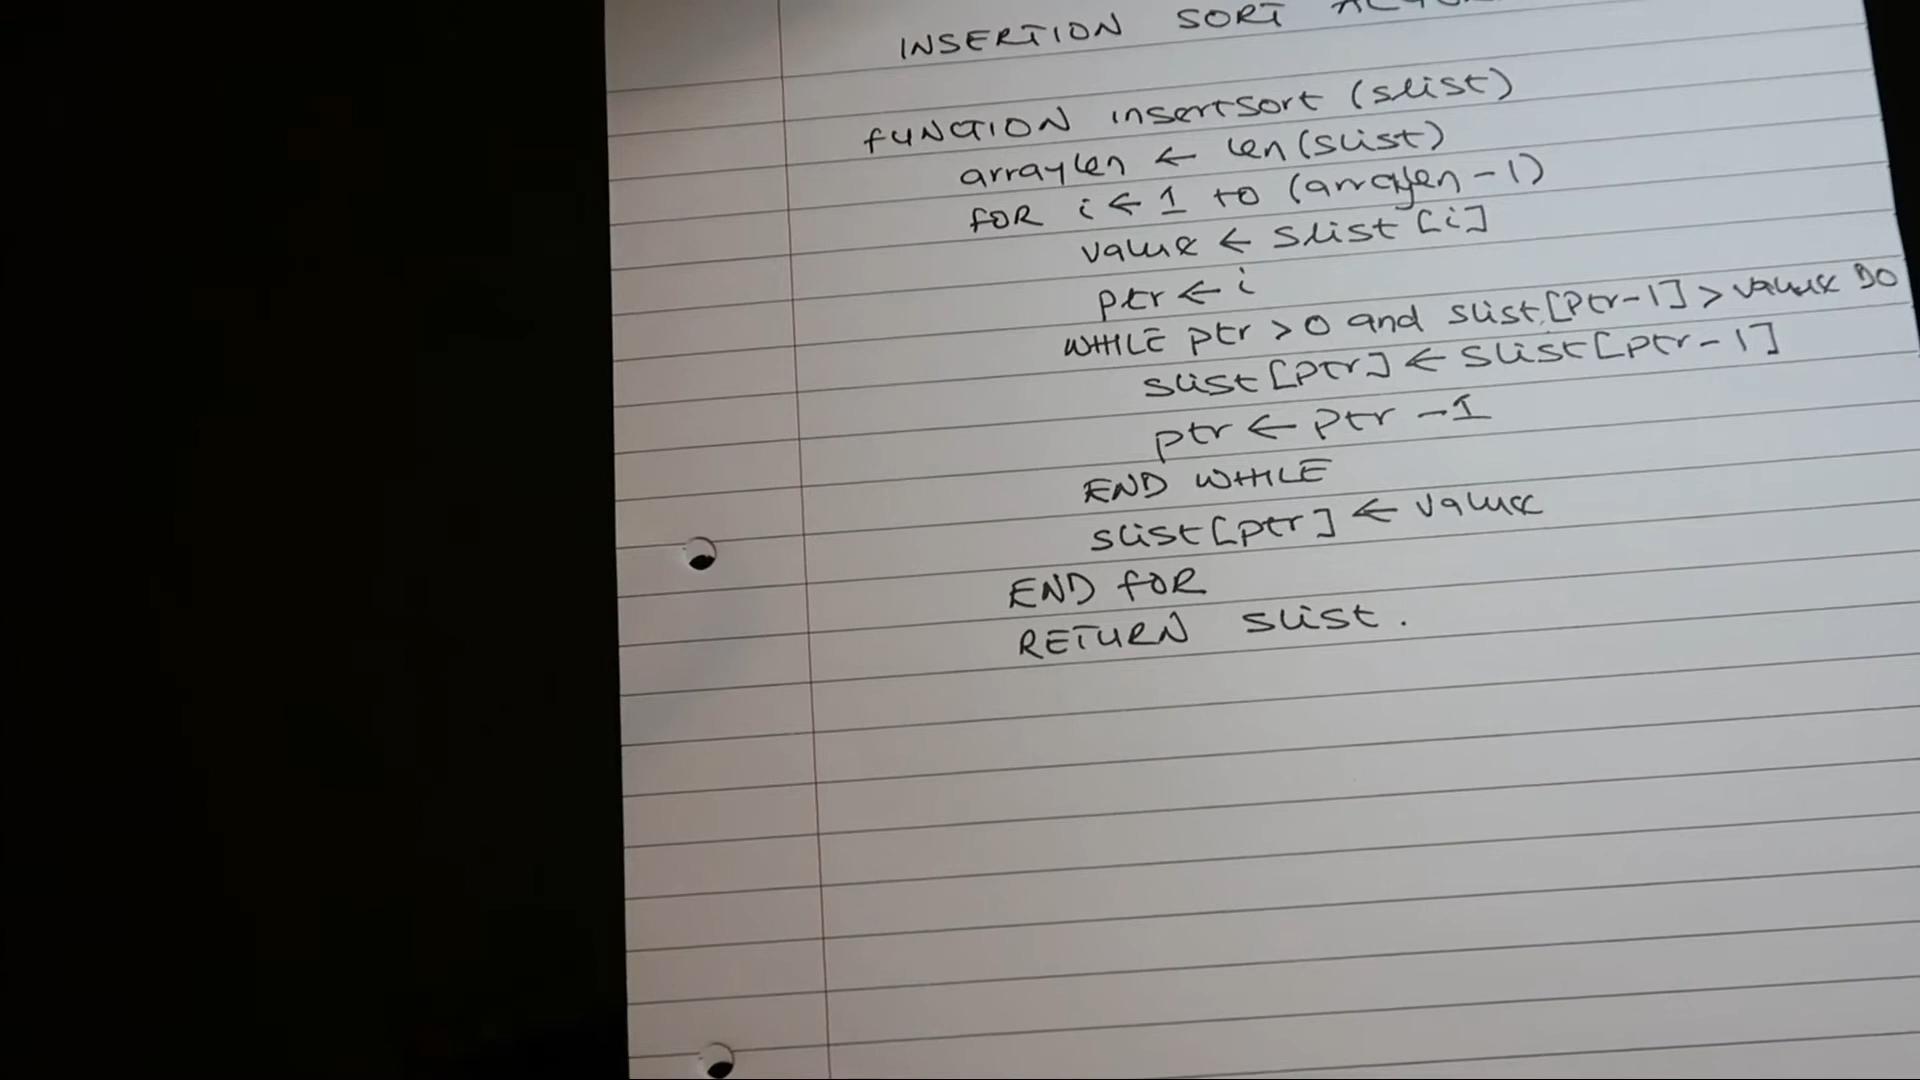 INSERTION SORT
FUNCTION insertsort (slist)
arraylen ← len (slist)
FOR i ← 1 to (arraylen - 1)
value ← slist [i]
ptr ← i
WHILE ptr > 0 and slist [ptr-1] > value DO
slist [ptr] ← slist [ptr - 1]
ptr ← ptr - 1
END WHILE
slist [ptr] ← value
END FOR
RETURN slist.